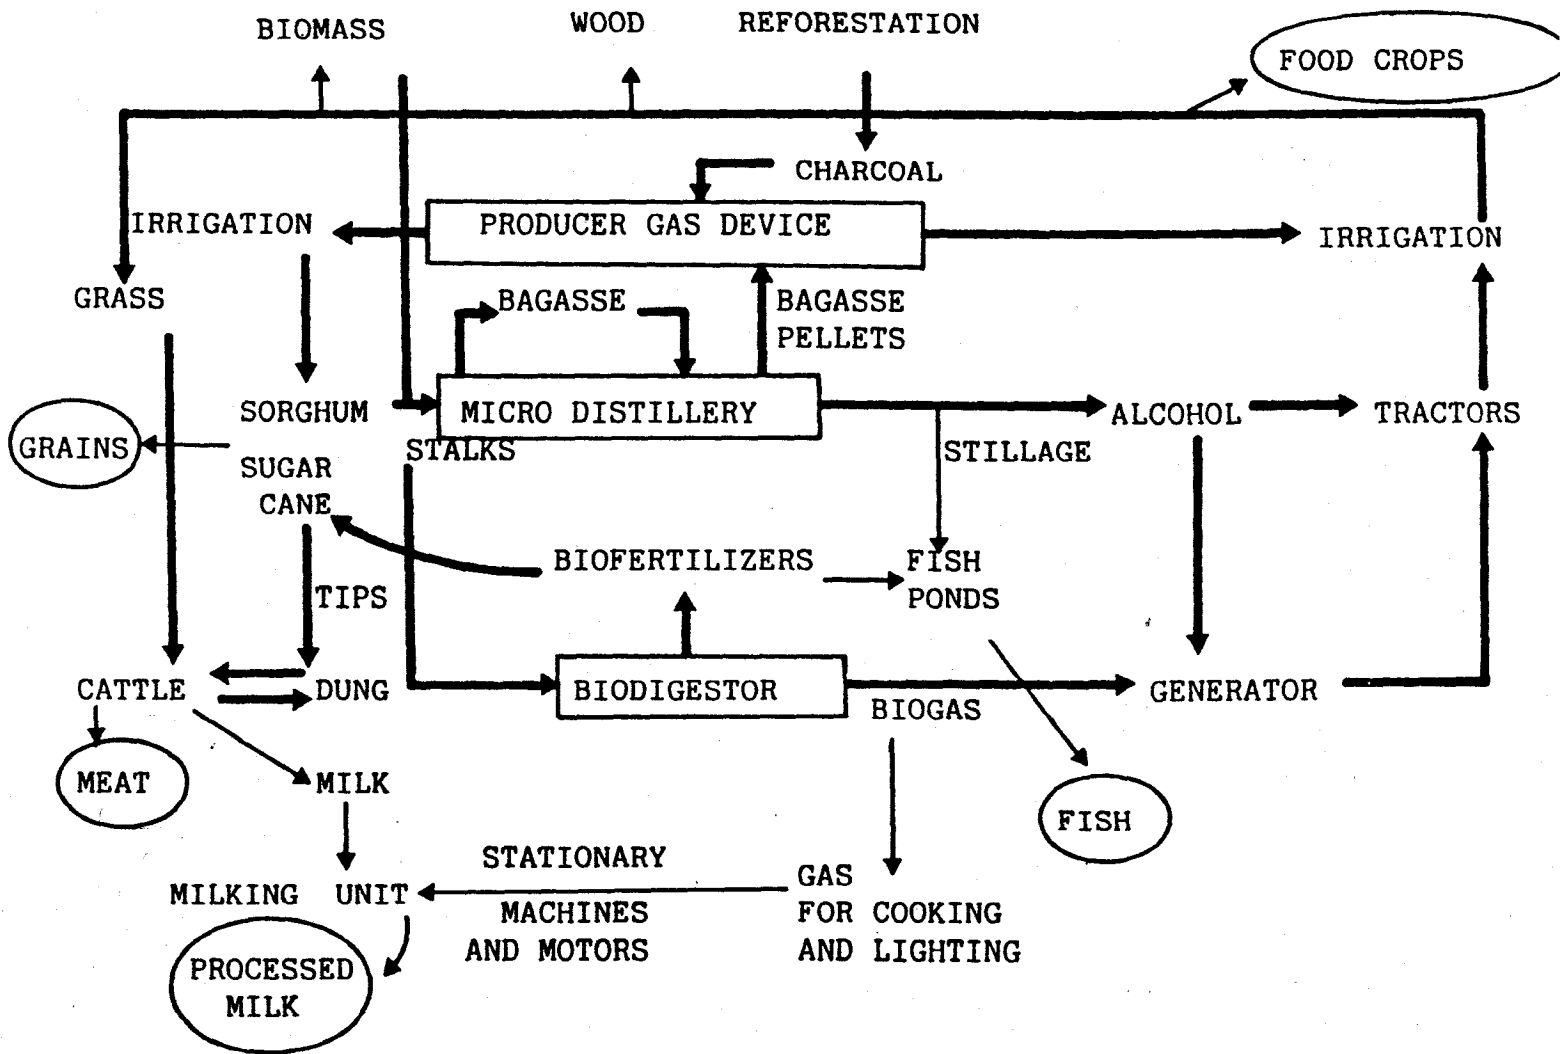 BIOMASS
WOOD
REFORESTATION
FOOD CROPS
CHARCOAL
IRRIGATION
PRODUCER GAS DEVICE
IRRIGATION
GRASS
BAGASSE
BAGASSE
PELLETS
SORGHUM
MICRO DISTILLERY
ALCOHOL
TRACTORS
GRAINS
STALKS
STILLAGE
SUGAR
CANE
BIOFERTILIZERS
FISH
PONDS
TIPS
CATTLE
DUNG
BIODIGESTOR
BIOGAS
GENERATOR
MEAT
MILK
FISH
STATIONARY
MILKING UNIT
GAS
MACHINES
FOR COOKING
AND MOTORS
AND LIGHTING
PROCESSED
MILK